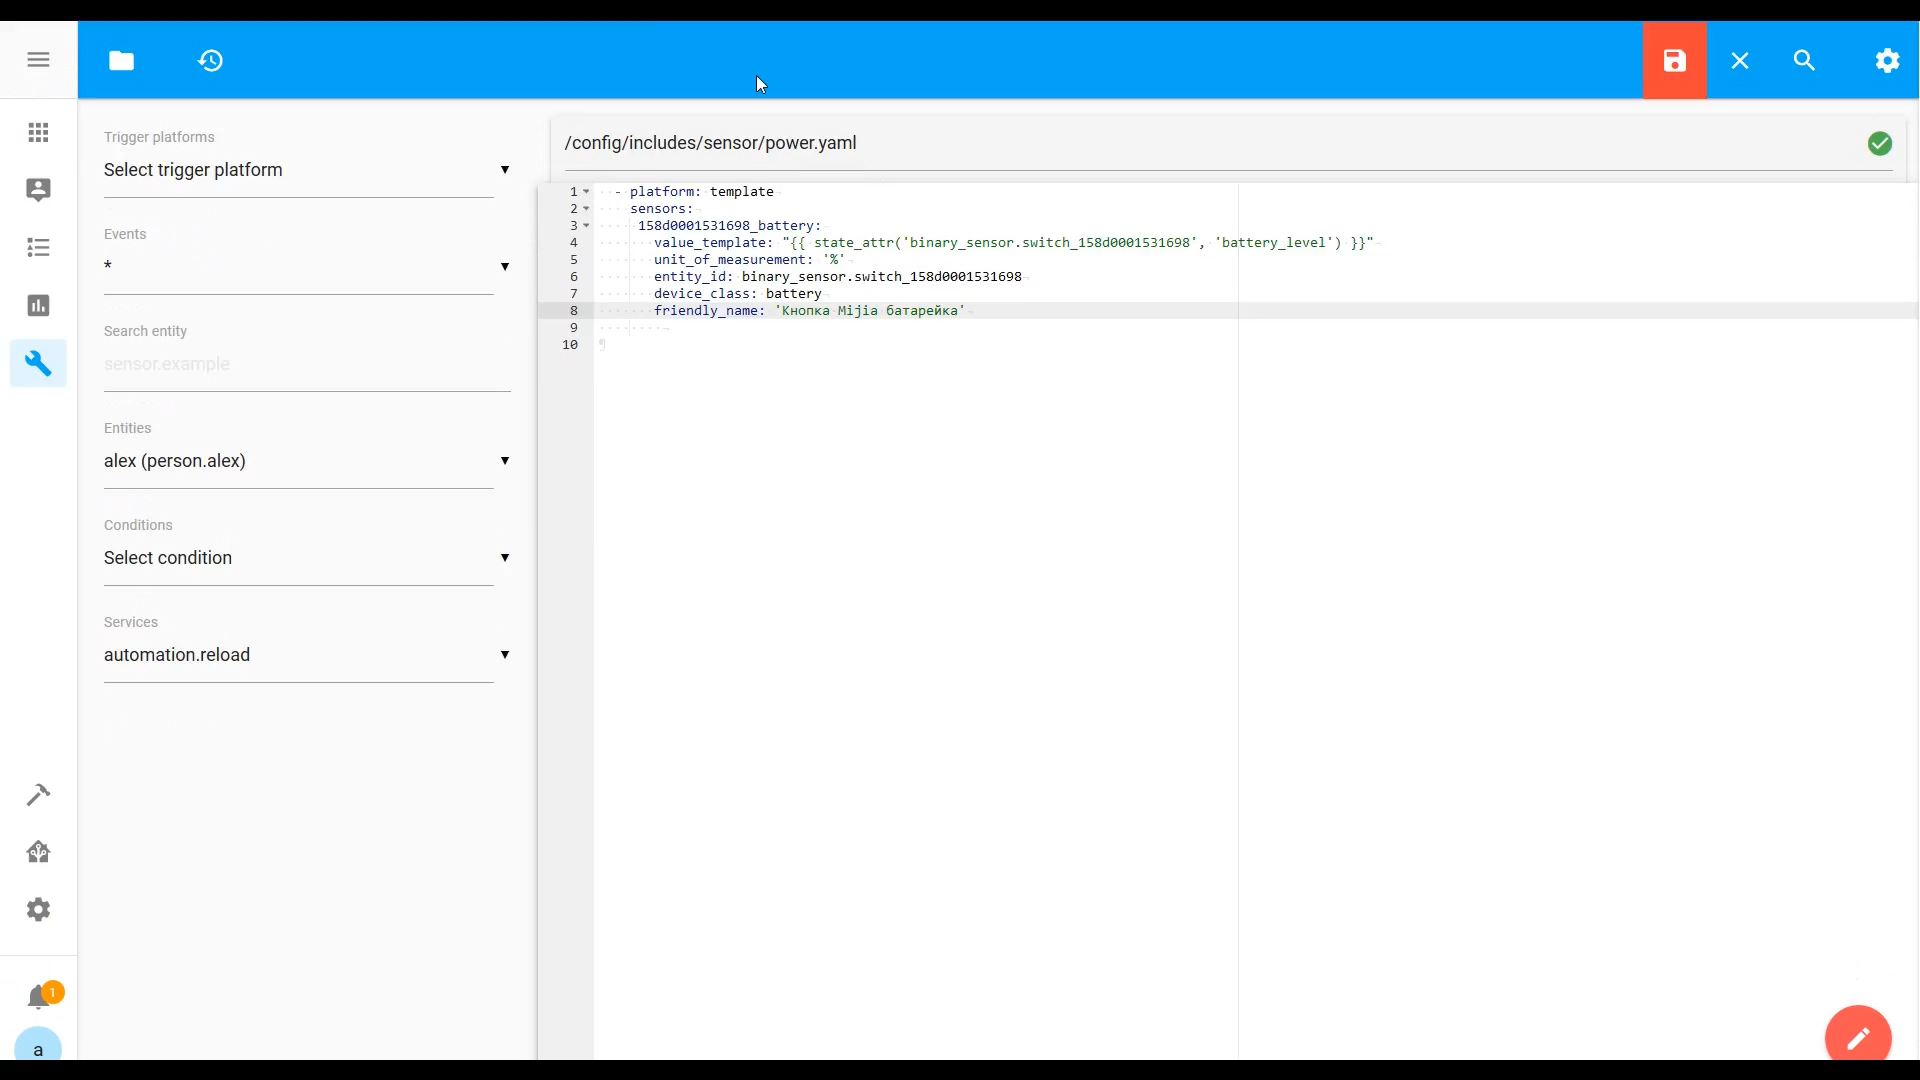 Trigger platforms
Select trigger platform
Events
*
Search entity
sensor.example
Entities
alex (person.alex)
Conditions
Select condition
Services
automation.reload
/config/includes/sensor/power.yaml
1 - platform: template
2 sensors:
3 158d0001531698_battery:
4 value_template: "{{ state_attr('binary_sensor.switch_158d0001531698', 'battery_level') }}"
5 unit_of_measurement: '%'
6 entity_id: binary_sensor.switch_158d0001531698
7 device_class: battery
8 friendly_name: 'Кнопка Mijia батарейка'
9
10
1
a